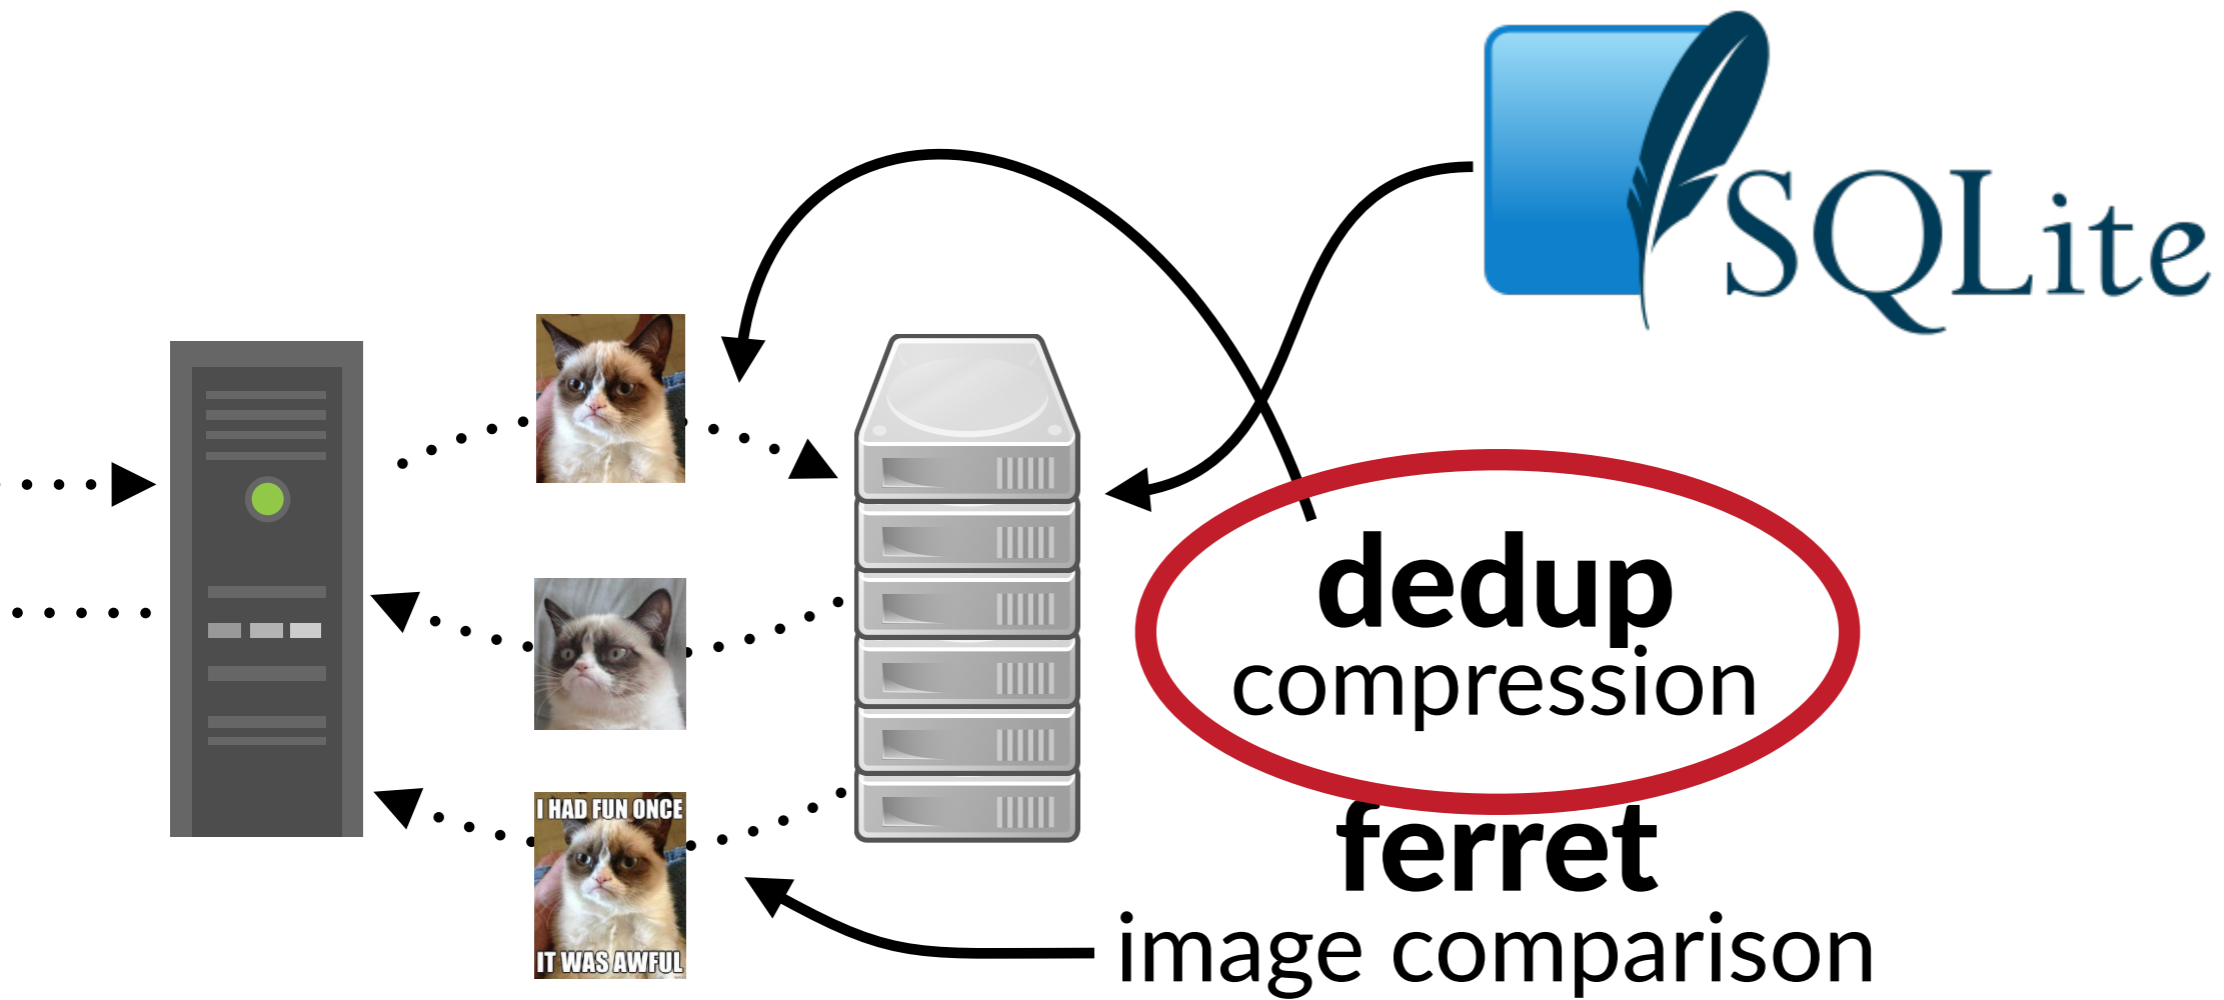 SQLite
dedup
compression
I HAD FUN ONCE
IT WAS AWFUL
ferret
image comparison